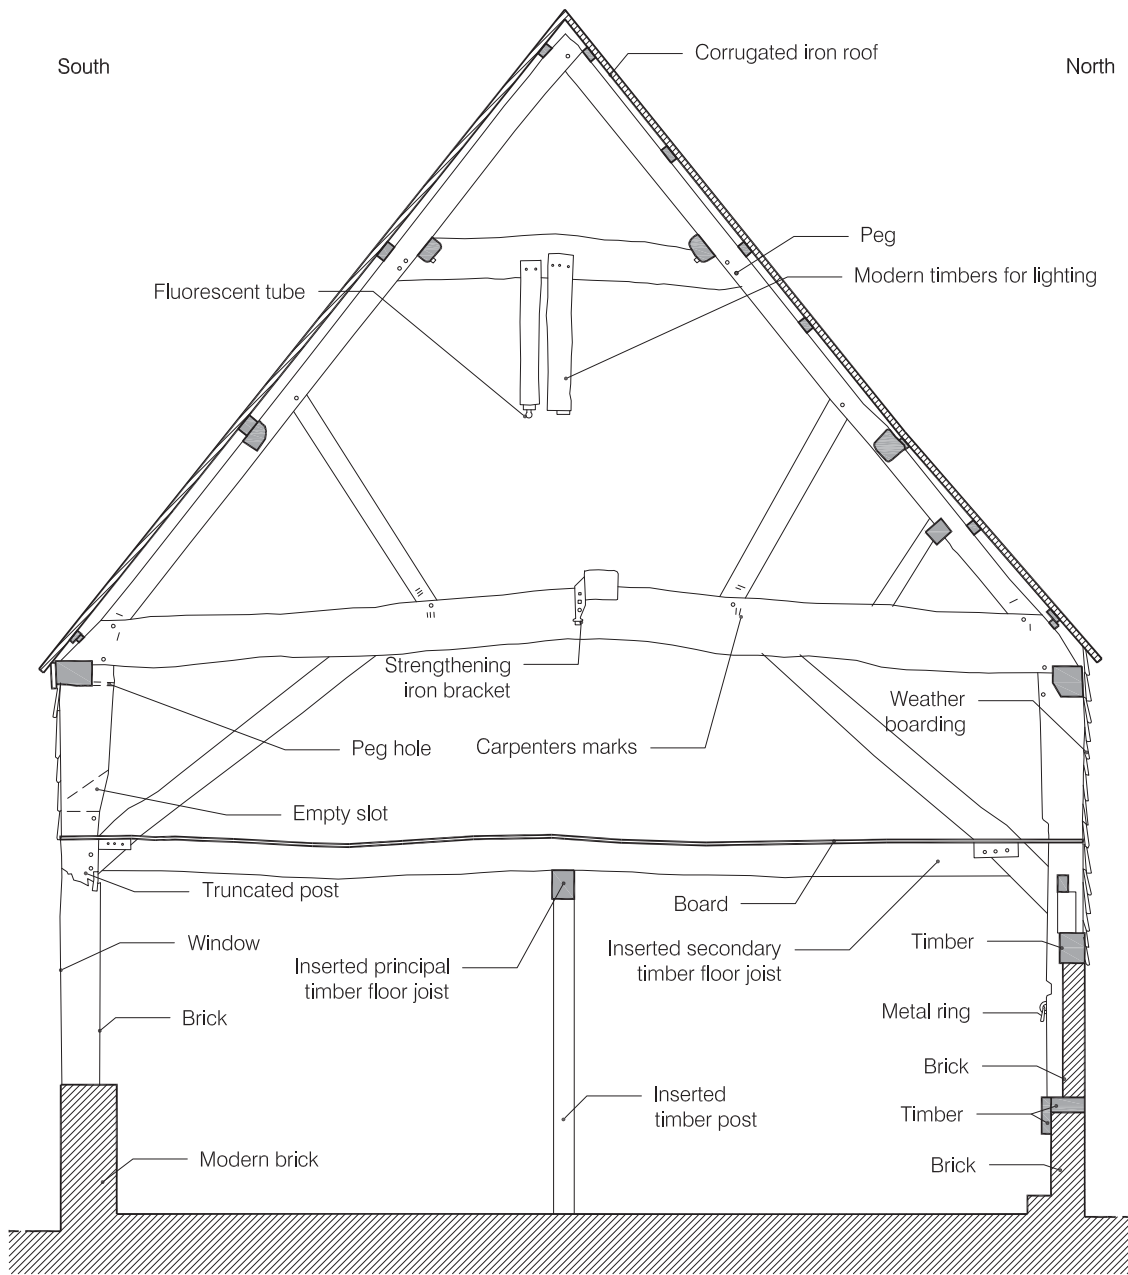 Corrugated iron roof
South
North
Peg
Modern timbers for lighting
Fluorescent tube
Strengthening
iron bracket
Weather
boarding
Peg hole
Carpenters marks
Empty slot
Truncated post
Board
Window
Inserted principal
timber floor joist
Inserted secondary
timber floor joist
Timber
Brick
Metal ring
Brick
Inserted
timber post
Timber
Modern brick
Brick